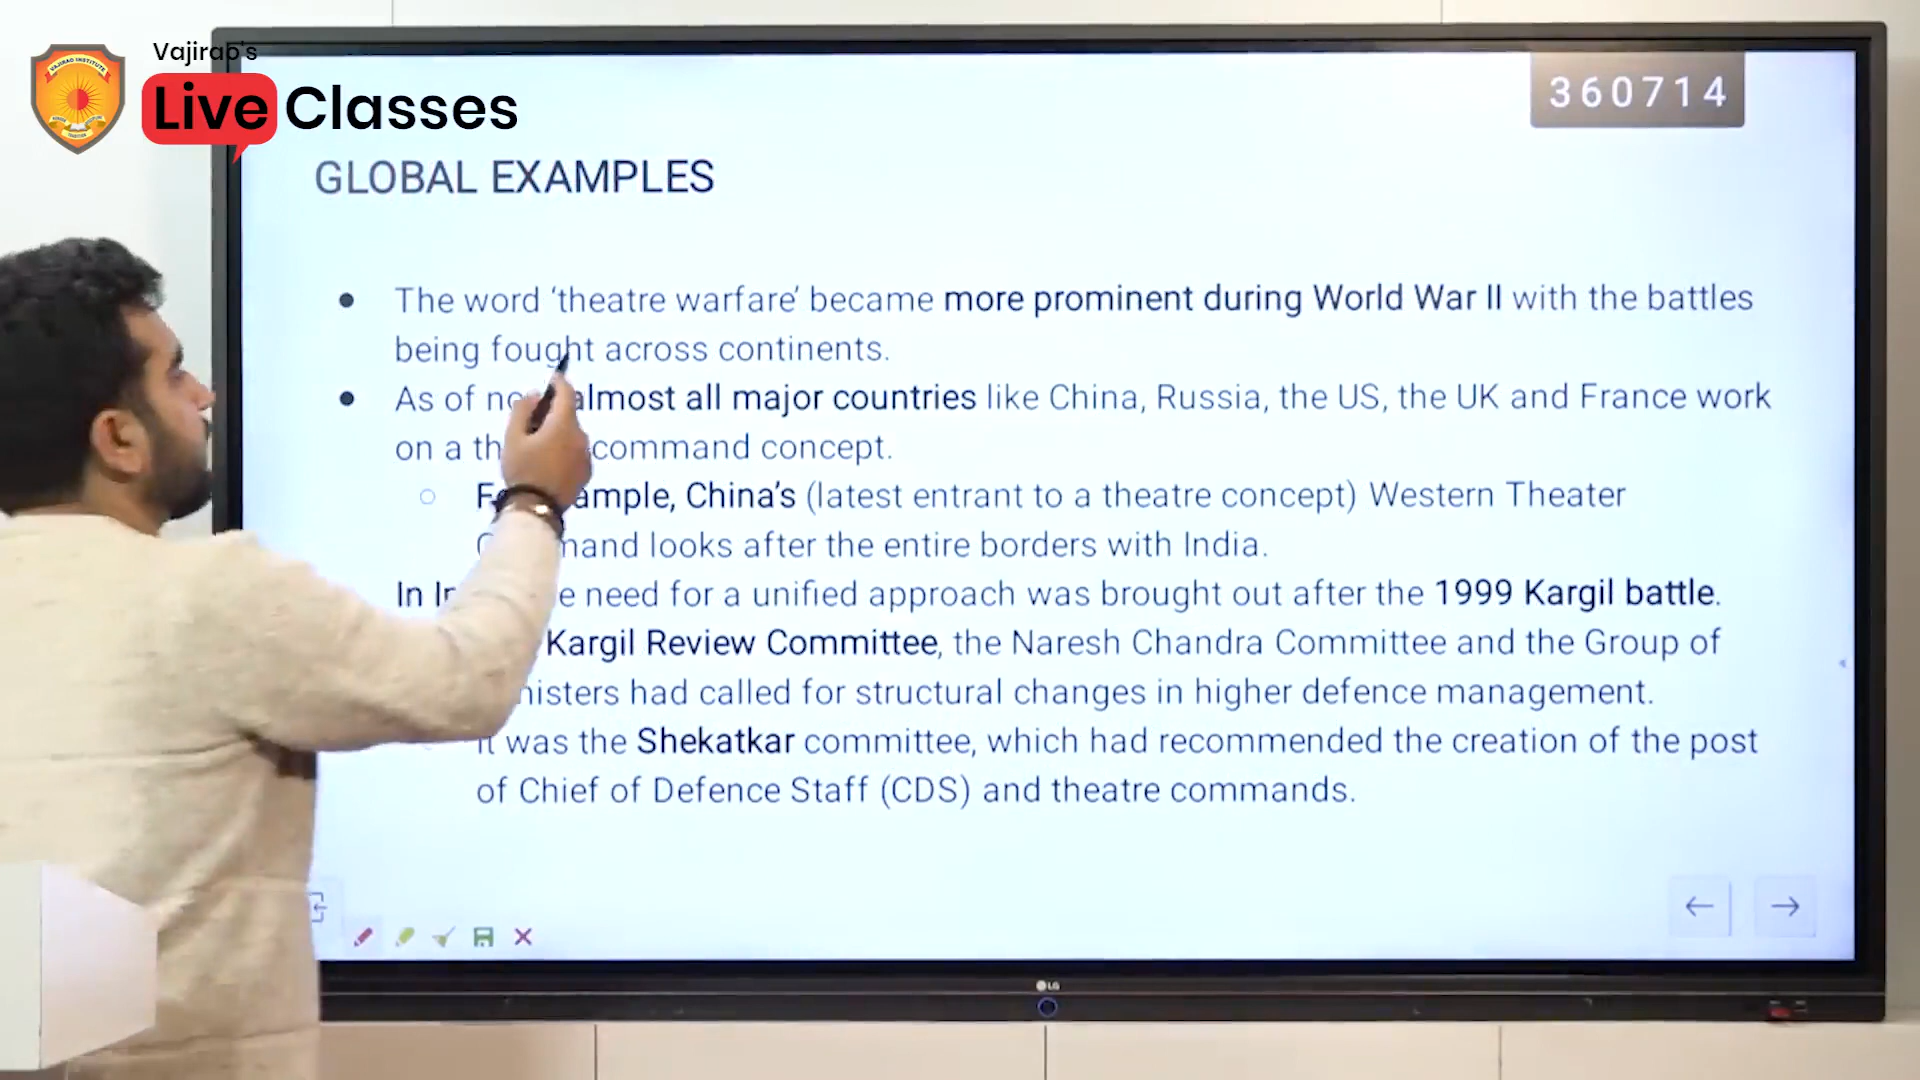 Vajirao's
Live Classes
VAJIRAO INSTITUTE
360714
GLOBAL EXAMPLES
The word ‘theatre warfare’ became more prominent during World War II with the battles
being fought across continents.
As of almost all major countries like China, Russia, the US, the UK and France work
on a command concept.
China's (latest entrant to a theatre concept) Western Theater
looks after the entire borders with India.
In need for a unified approach was brought out after the 1999 Kargil battle.
Kargil Review Committee, the Naresh Chandra Committee and the Group of
had called for structural changes in higher defence management.
It was the Shekatkar committee, which had recommended the creation of the post
of Chief of Defence Staff (CDS) and theatre commands.
LG